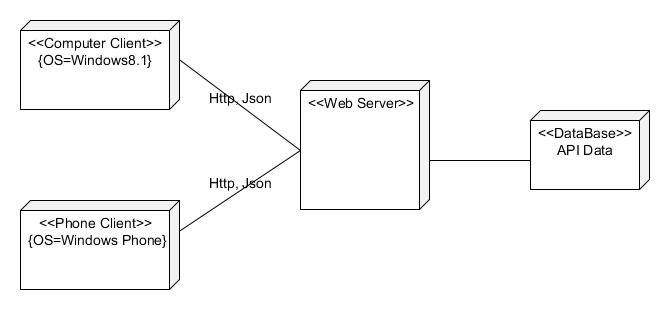 <<Computer Client>>
{OS=Windows8.1}
Http, Json
<<Web Server>>
<<DataBase>>
API Data
Http, Json
<<Phone Client>>
{OS=Windows Phone}